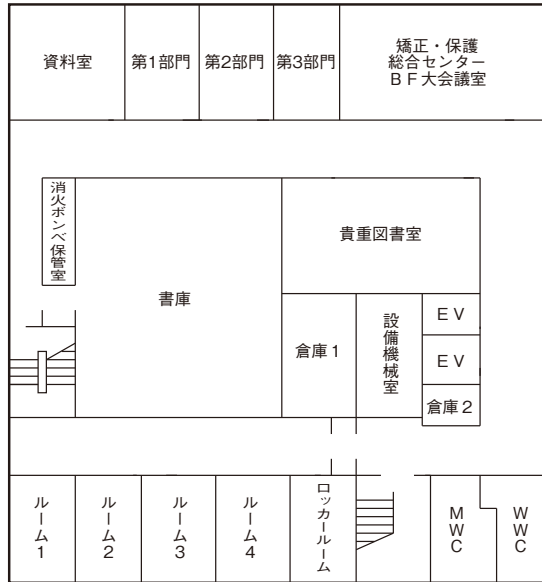 資料室
第1部門
第2部門
第3部門
矯正・保護
総合センター
ＢＦ大会議室
消火ボンベ保管室
書庫
貴重図書室
倉庫1
設備機械室
ＥＶ
ＥＶ
倉庫2
ルーム1
ルーム2
ルーム3
ルーム4
ロッカールーム
MWC
WWC